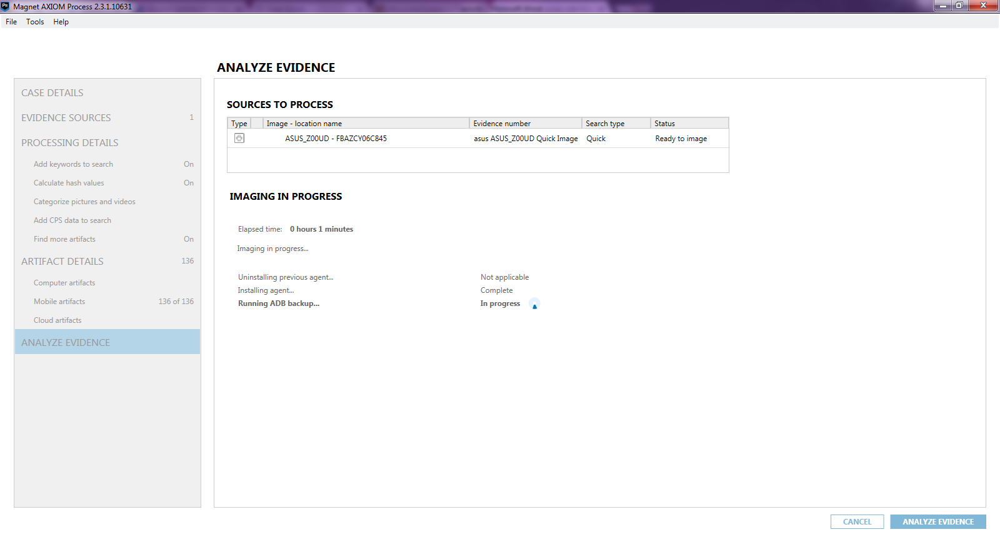 Magnet AXIOM Process 2.3.1.10631
File Tools Help
ANALYZE EVIDENCE
CASE DETAILS
EVIDENCE SOURCES 1
PROCESSING DETAILS
Add keywords to search On
Calculate hash values On
Categorize pictures and videos
Add CPS data to search
Find more artifacts On
ARTIFACT DETAILS 136
Computer artifacts
Mobile artifacts 136 of 136
Cloud artifacts
ANALYZE EVIDENCE
SOURCES TO PROCESS
Type Image - location name Evidence number Search type Status
ASUS_Z00UD - FBAZCY06C845 asus ASUS_Z00UD Quick Image Quick Ready to image
IMAGING IN PROGRESS
Elapsed time: 0 hours 1 minutes
Imaging in progress...
Uninstalling previous agent... Not applicable
Installing agent... Complete
Running ADB backup... In progress
CANCEL ANALYZE EVIDENCE